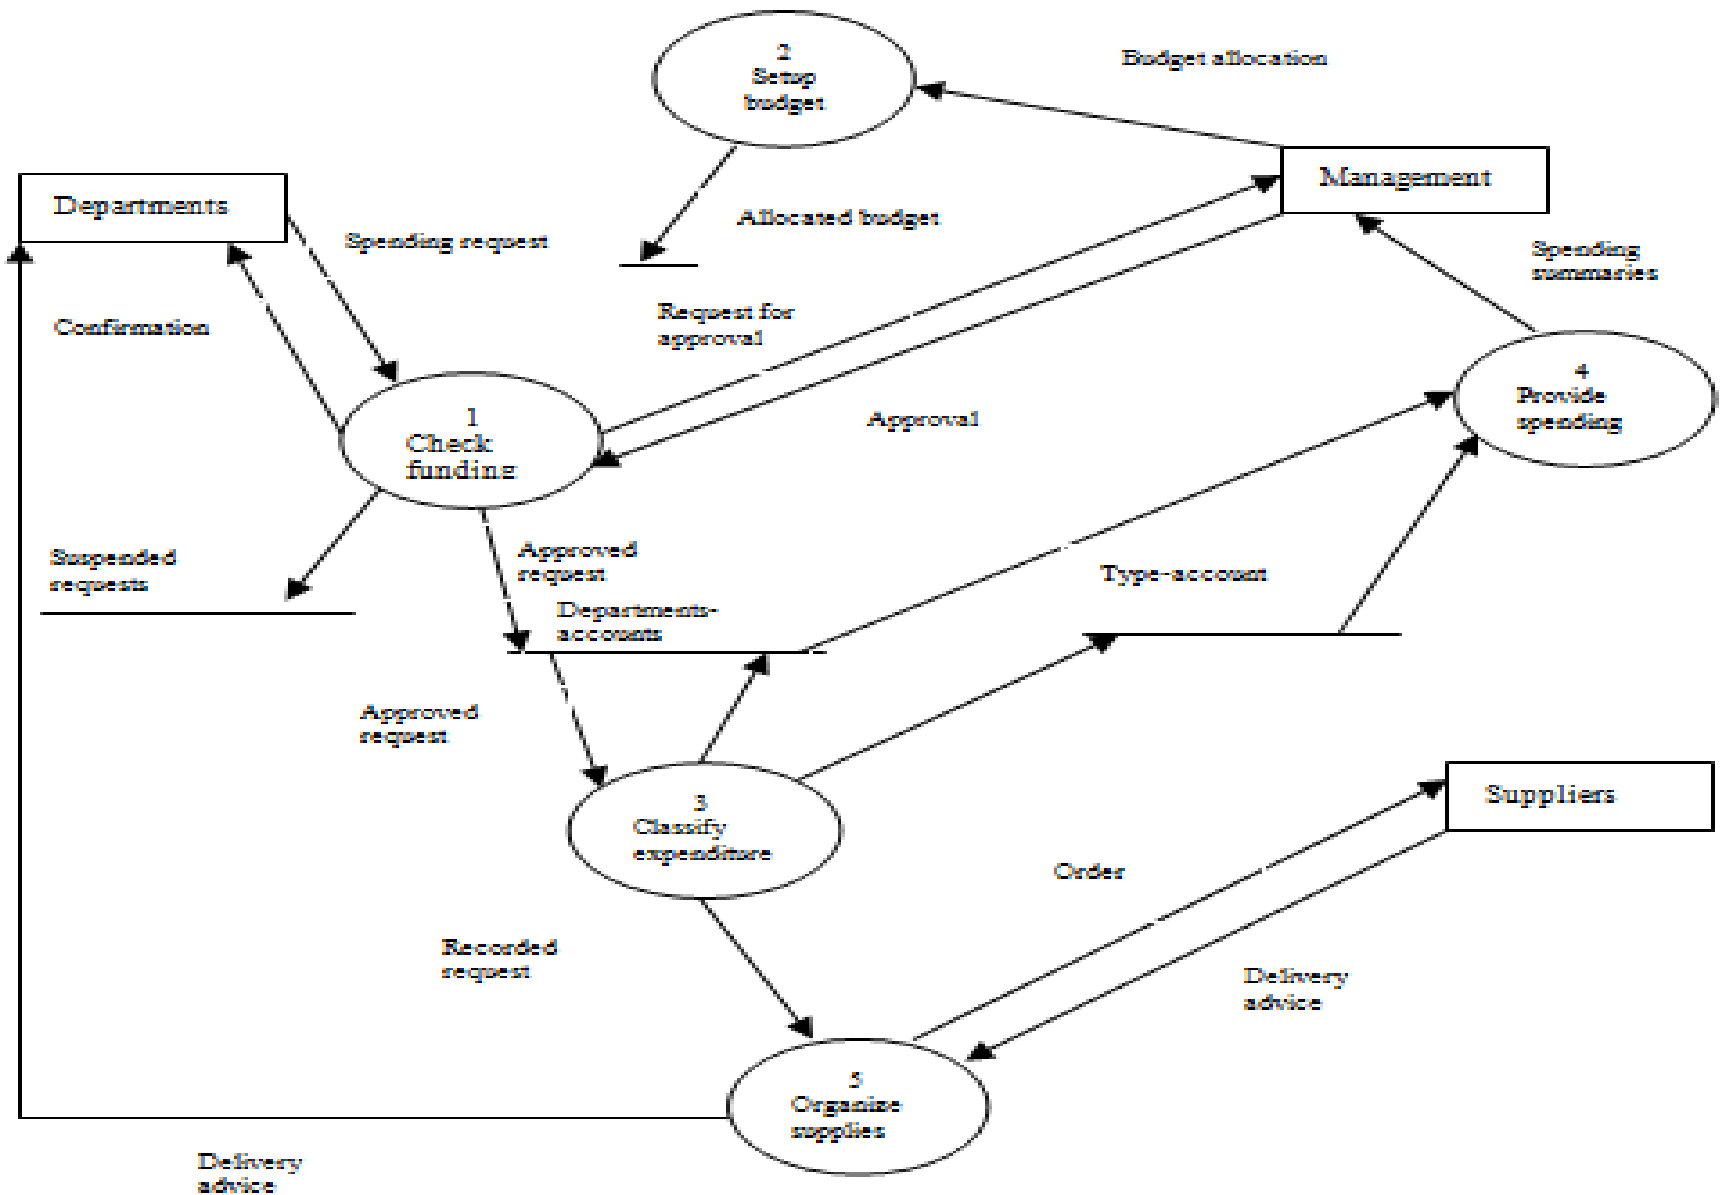 2
Setup
budget
Budget allocation
Management
Departments
Spending request
Allocated budget
Spending
summaries
Confirmation
Request for
approval
4
Provide
spending
1
Check
funding
Approval
Suspended
requests
Approved
request
Type-account
Departments-
accounts
Approved
request
3
Classify
expenditure
Suppliers
Order
Recorded
request
Delivery
advice
5
Organize
supplies
Delivery
advice